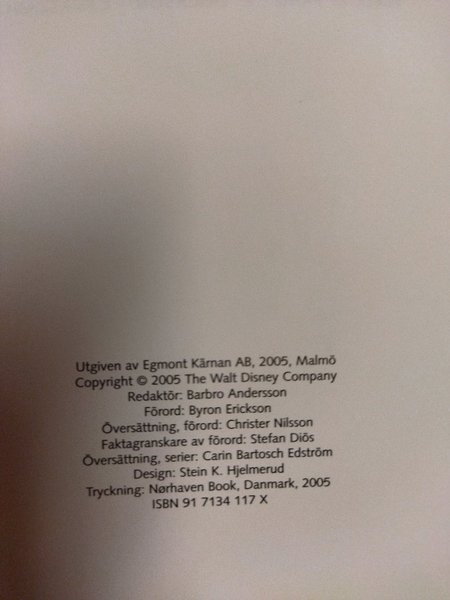 Utgiven av Egmont Kärnan AB, 2005, Malmö
Copyright © 2005 The Walt Disney Company
Redaktör: Barbro Andersson
Förord: Byron Erickson
Översättning, förord: Christer Nilsson
Faktagranskare av förord: Stefan Diös
Översättning, serier: Carin Bartosch Edström
Design: Stein K. Hjelmerud
Tryckning: Nørhaven Book, Danmark, 2005
ISBN 91 7134 117 X